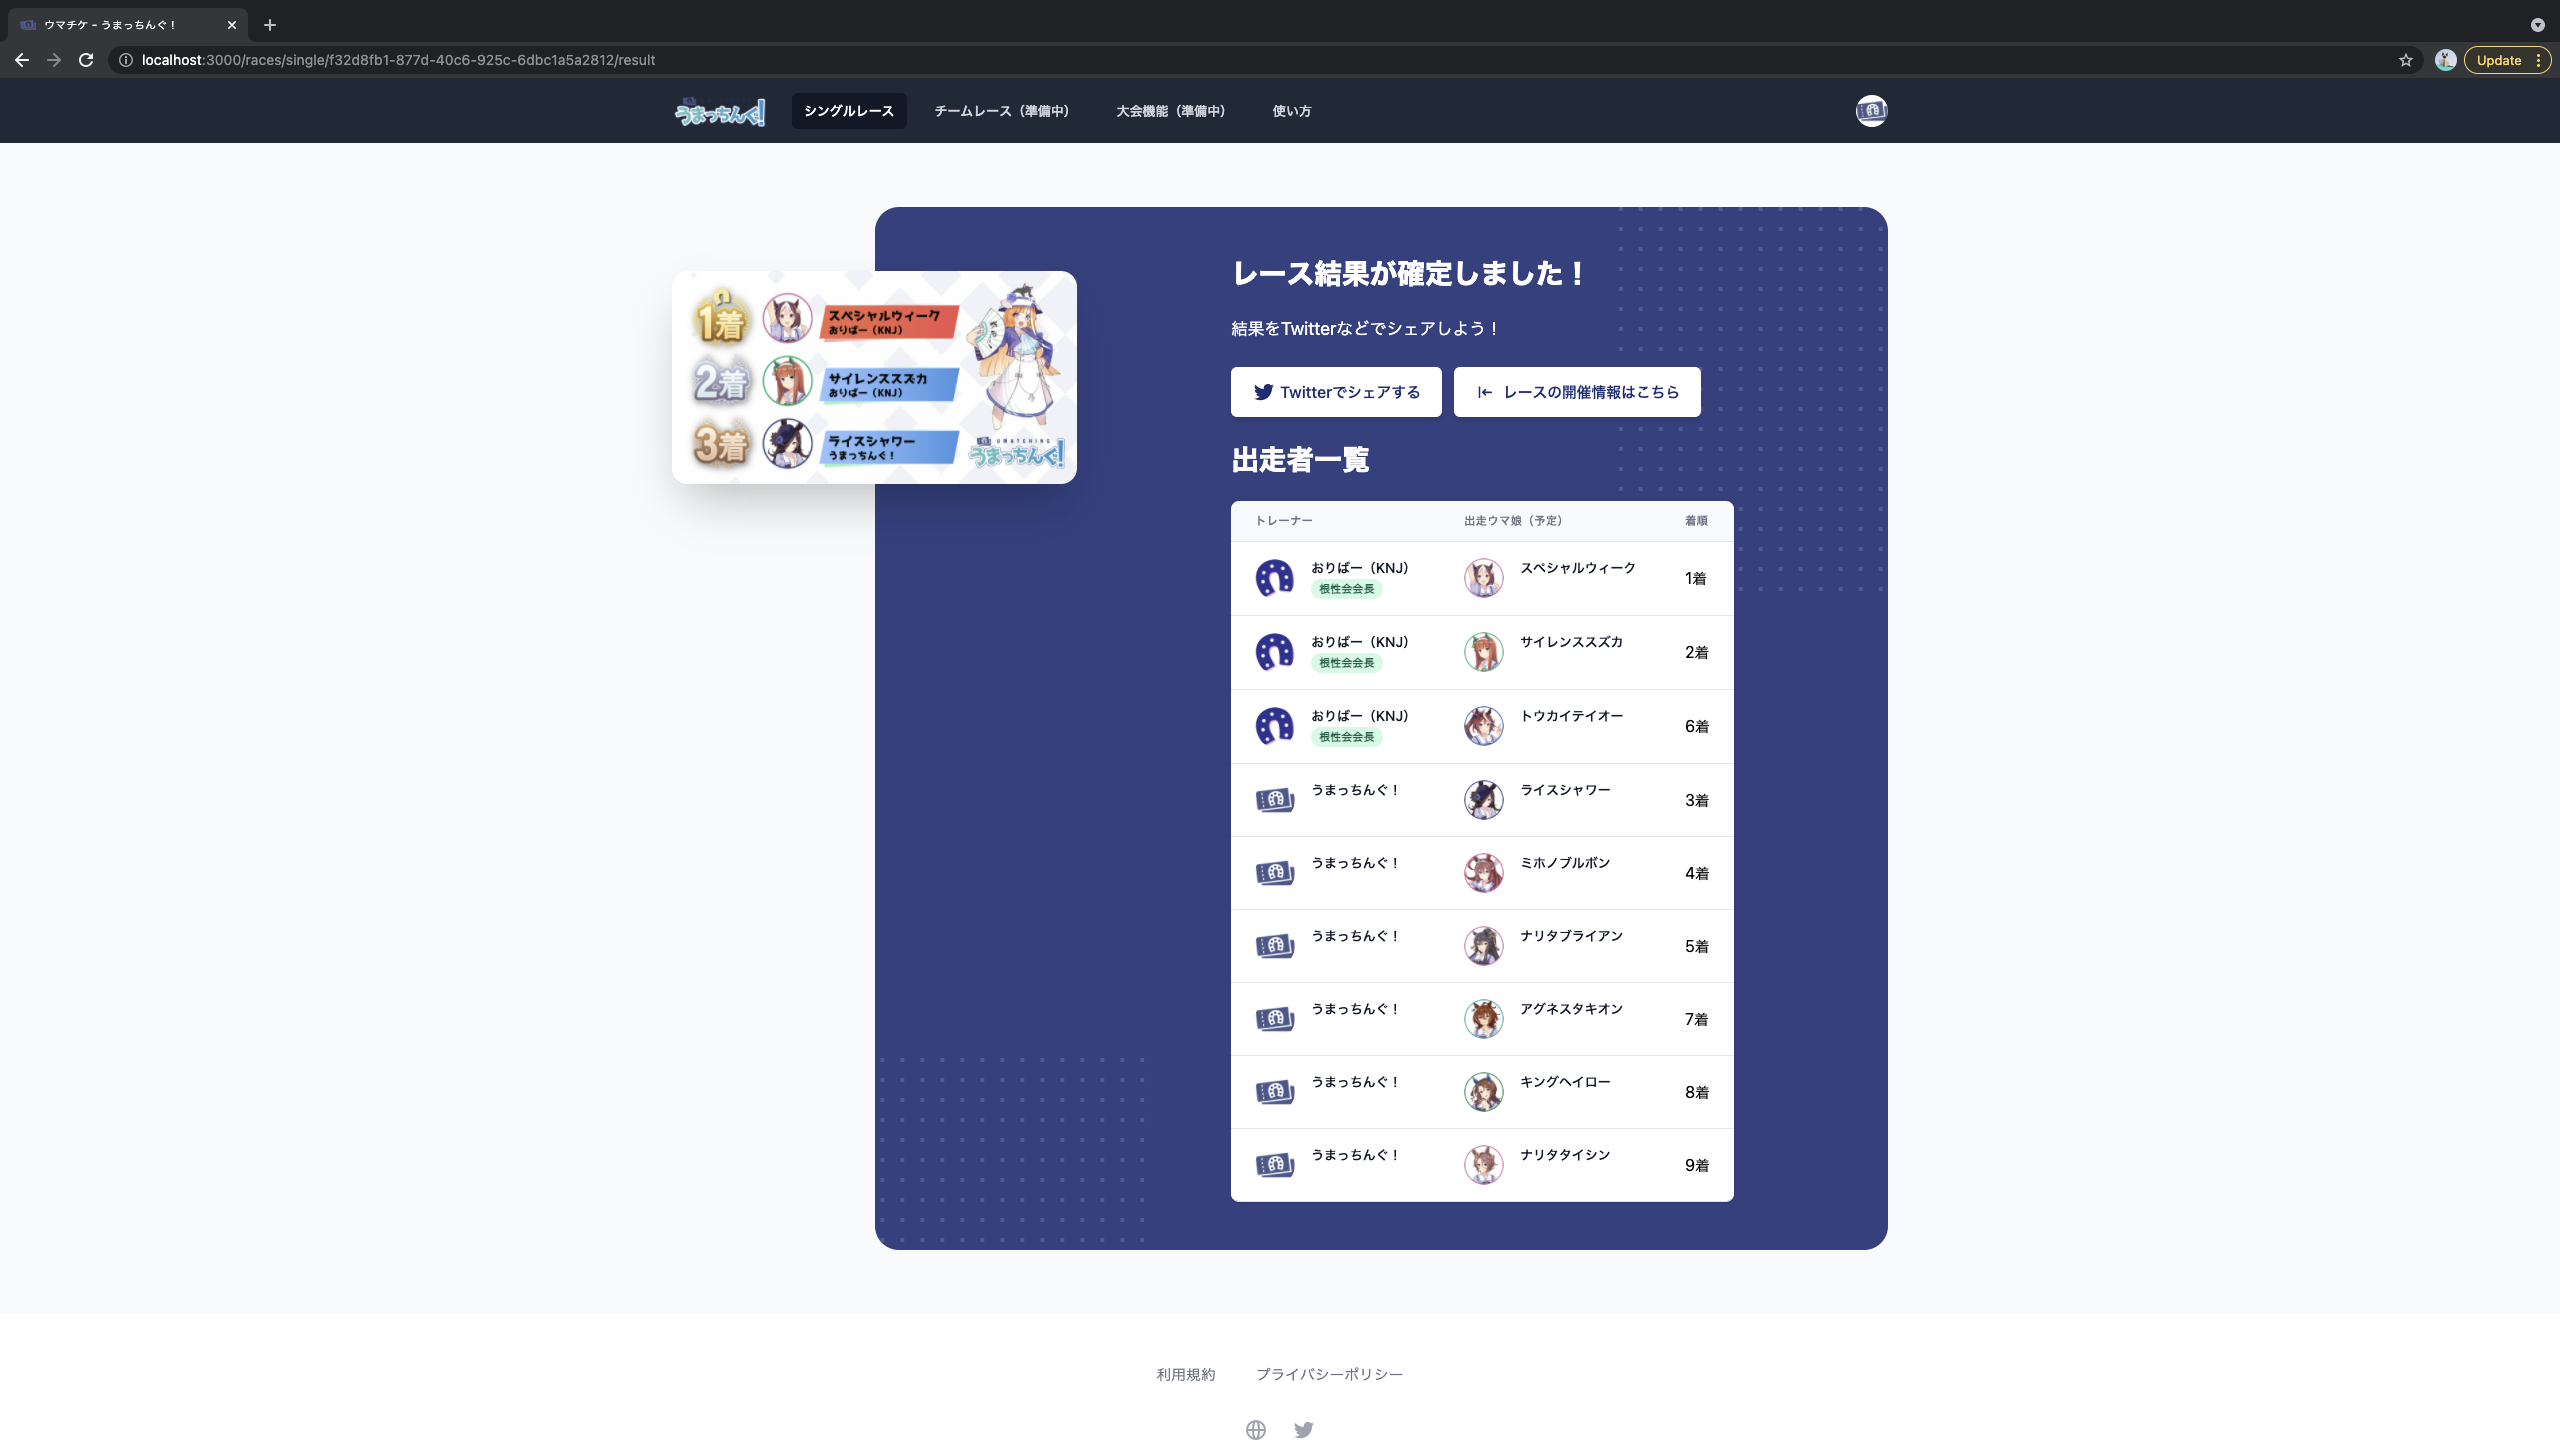 ウマチケ - うまっちんぐ！
localhost:3000/races/single/f32d8fb1-877d-40c6-925c-6dbc1a5a2812/result
Update
うまっちんぐ!
シングルレース
チームレース（準備中）
大会機能（準備中）
使い方
1着
スペシャルウィーク
おりばー（KNJ）
2着
サイレンススズカ
おりばー（KNJ）
3着
ライスシャワー
うまっちんぐ！
UMATCHING
うまっちんぐ!
レース結果が確定しました！
結果をTwitterなどでシェアしよう！
Twitterでシェアする
レースの開催情報はこちら
出走者一覧
トレーナー 出走ウマ娘（予定） 着順
おりばー（KNJ） スペシャルウィーク 1着
根性会会長
おりばー（KNJ） サイレンススズカ 2着
根性会会長
おりばー（KNJ） トウカイテイオー 6着
根性会会長
うまっちんぐ！ ライスシャワー 3着
うまっちんぐ！ ミホノブルボン 4着
うまっちんぐ！ ナリタブライアン 5着
うまっちんぐ！ アグネスタキオン 7着
うまっちんぐ！ キングヘイロー 8着
うまっちんぐ！ ナリタタイシン 9着
利用規約 プライバシーポリシー